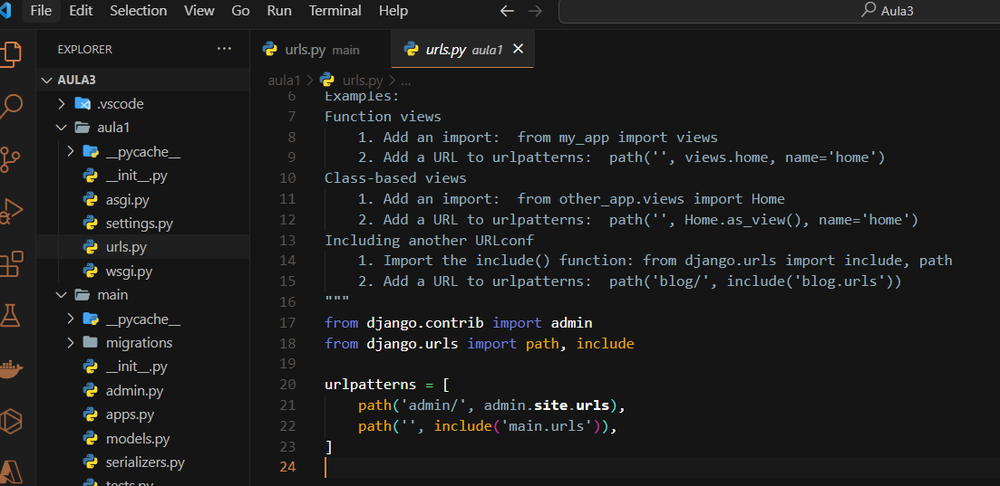 File Edit Selection View Go Run Terminal Help
Aula3
EXPLORER ...
AULA3
.vscode
aula1
__pycache__
__init__.py
asgi.py
settings.py
urls.py
wsgi.py
main
__pycache__
migrations
__init__.py
admin.py
apps.py
models.py
serializers.py
tests.py
urls.py main
urls.py aula1
aula1 > urls.py > ...
6 Examples:
7 Function views
8     1. Add an import:  from my_app import views
9     2. Add a URL to urlpatterns:  path('', views.home, name='home')
10 Class-based views
11     1. Add an import:  from other_app.views import Home
12     2. Add a URL to urlpatterns:  path('', Home.as_view(), name='home')
13 Including another URLconf
14     1. Import the include() function: from django.urls import include, path
15     2. Add a URL to urlpatterns:  path('blog/', include('blog.urls'))
16 """
17 from django.contrib import admin
18 from django.urls import path, include
19
20 urlpatterns = [
21     path('admin/', admin.site.urls),
22     path('', include('main.urls')),
23 ]
24